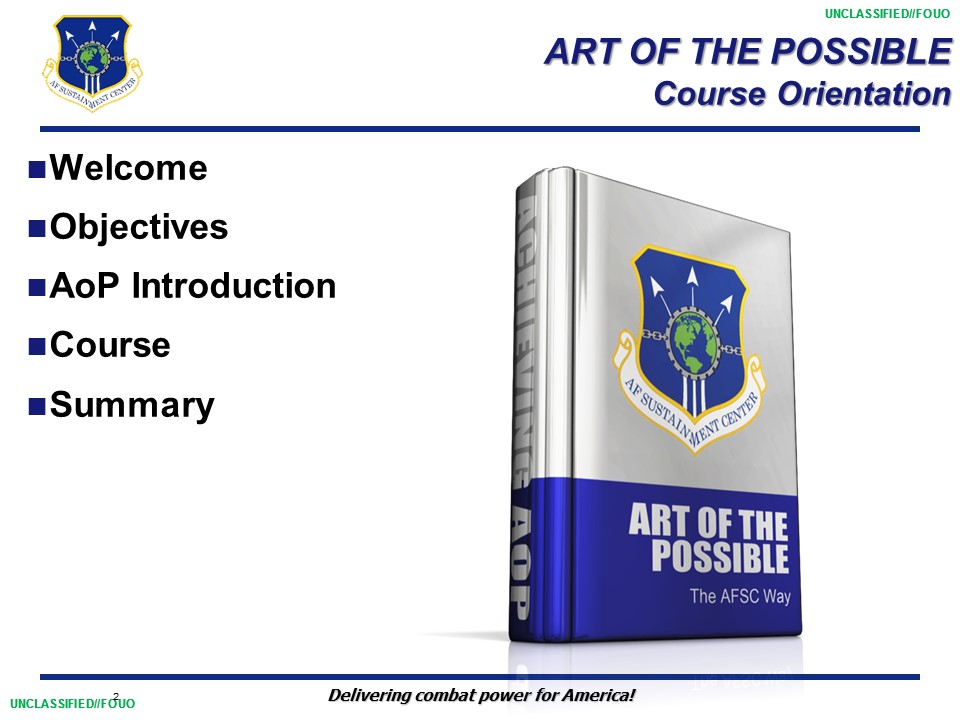 UNCLASSIFIED//FOUO
AF SUSTAINMENT CENTER
ART OF THE POSSIBLE
Course Orientation
Welcome
Objectives
AoP Introduction
Course
Summary
ACHIEVING AOP
AF SUSTAINMENT CENTER
ART OF THE
POSSIBLE
The AFSC Way
2
Delivering combat power for America!
UNCLASSIFIED//FOUO